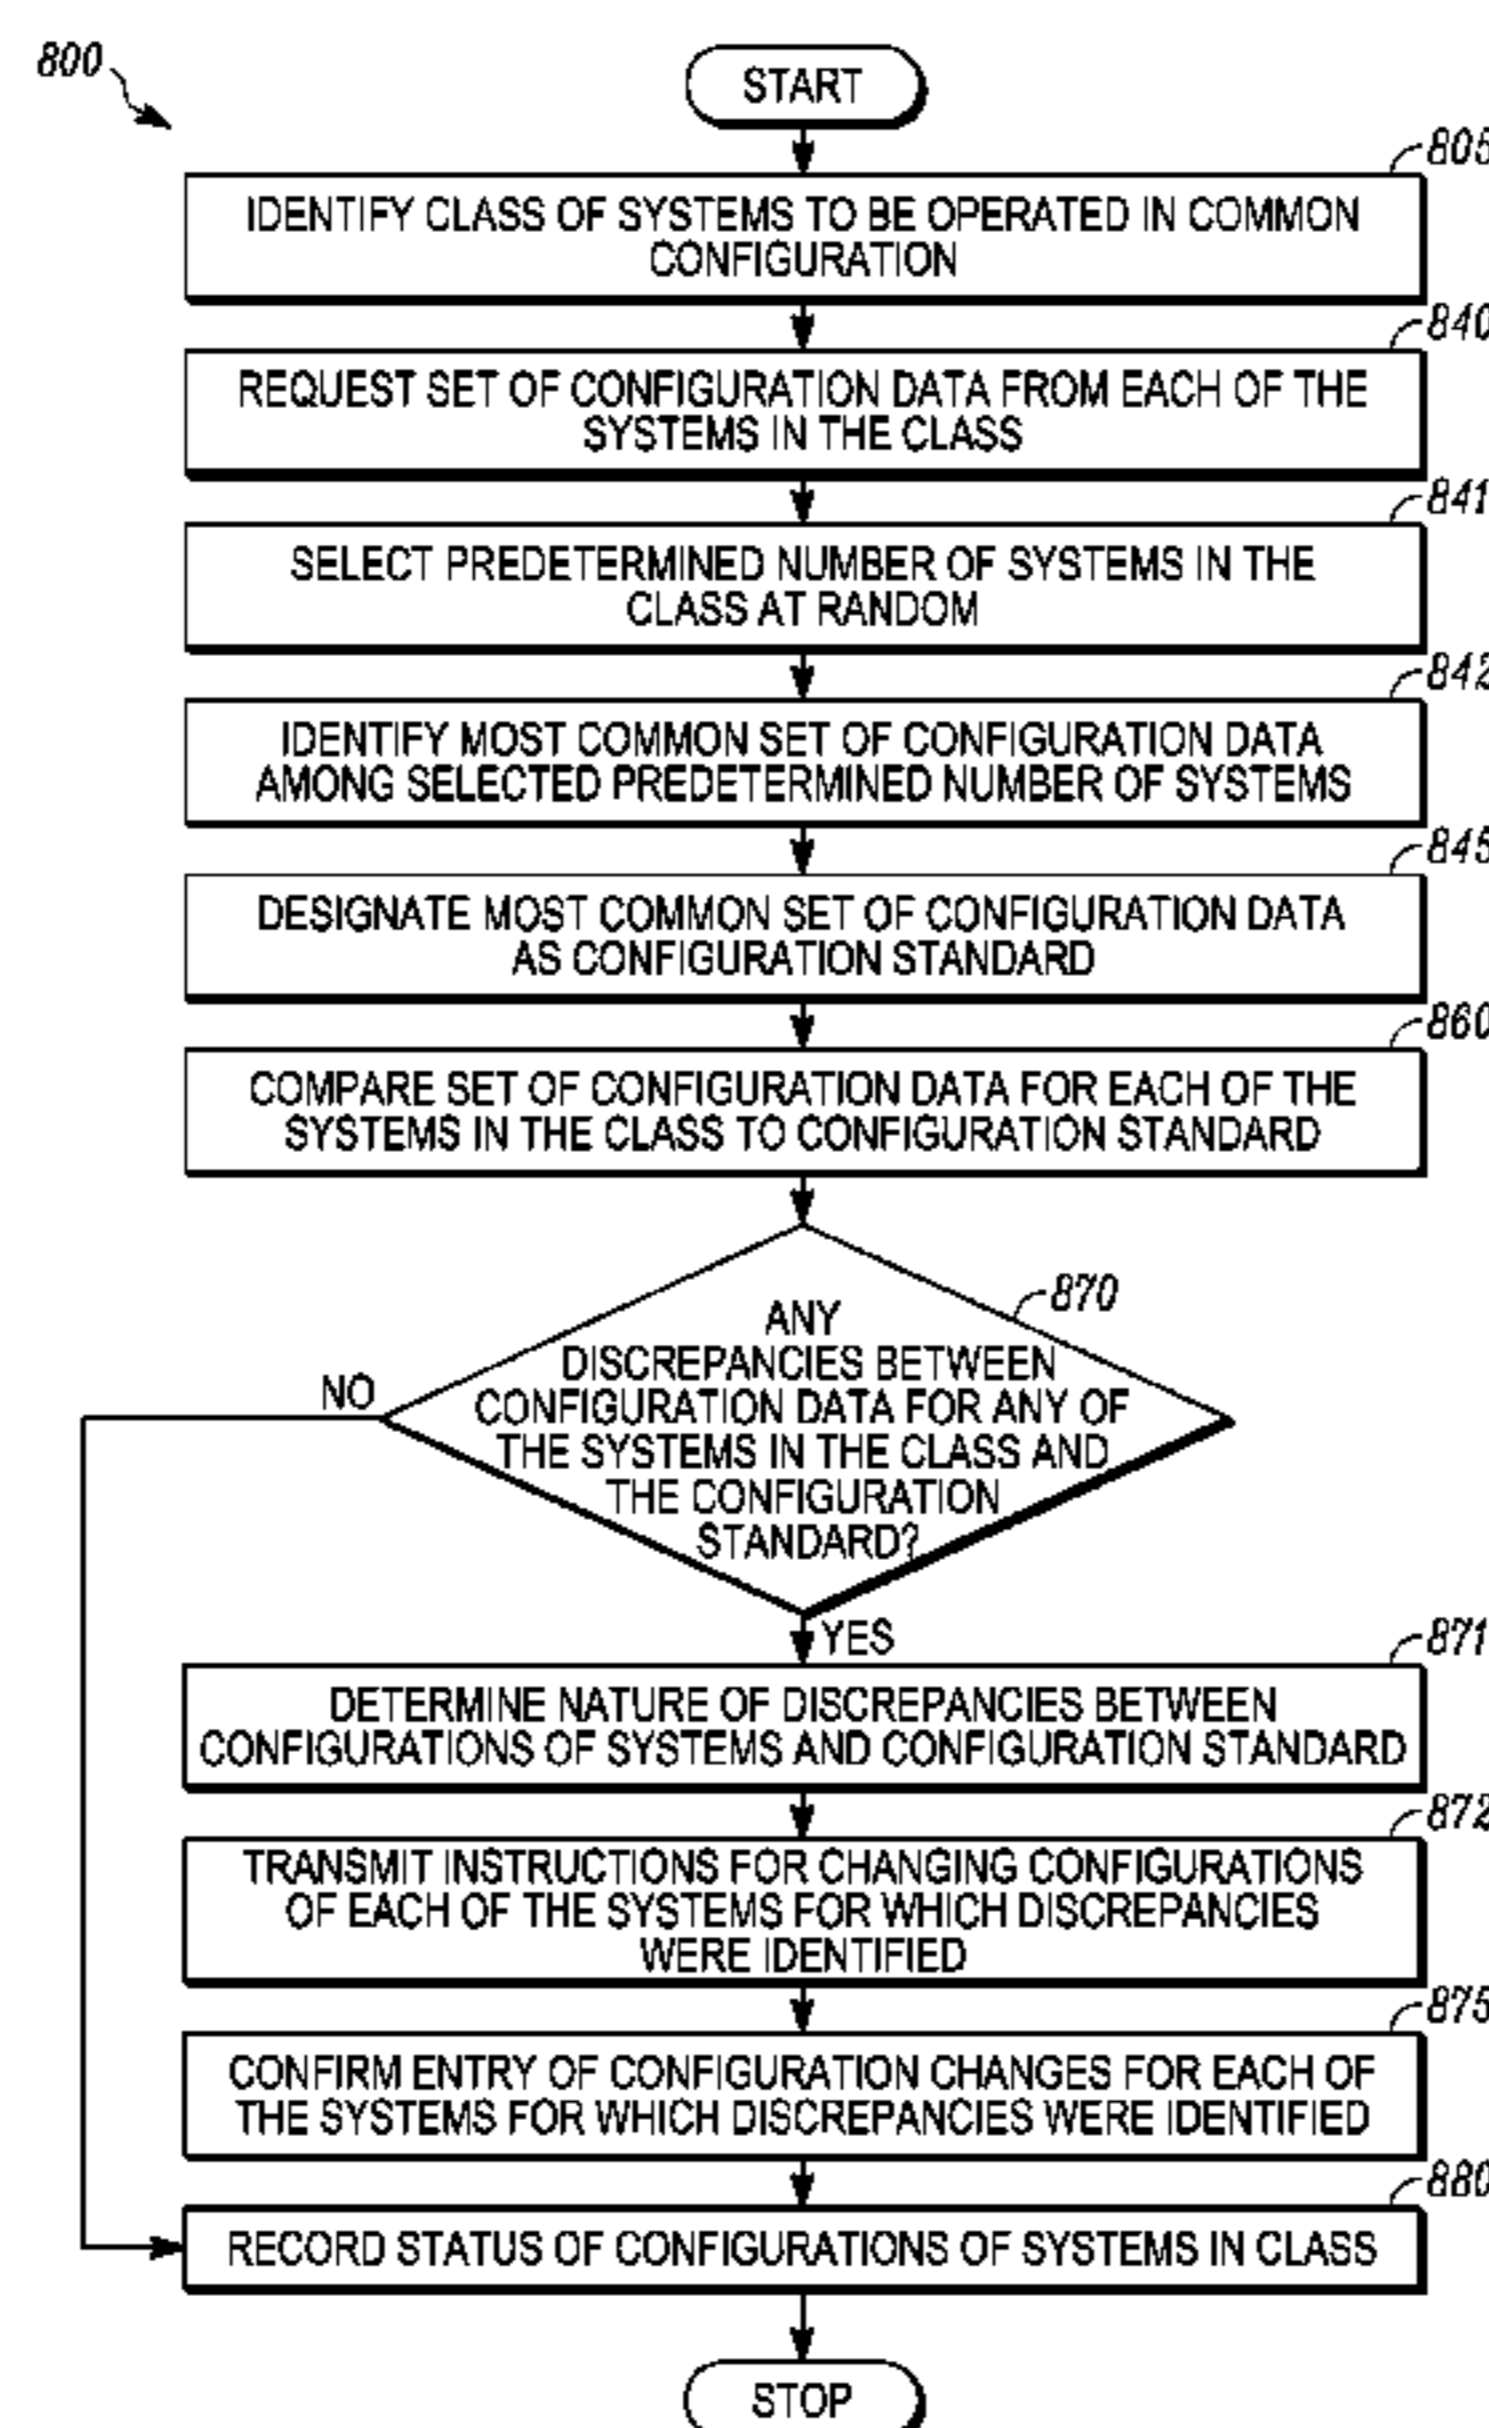 800
START
805
IDENTIFY CLASS OF SYSTEMS TO BE OPERATED IN COMMON
CONFIGURATION
840
REQUEST SET OF CONFIGURATION DATA FROM EACH OF THE
SYSTEMS IN THE CLASS
841
SELECT PREDETERMINED NUMBER OF SYSTEMS IN THE
CLASS AT RANDOM
842
IDENTIFY MOST COMMON SET OF CONFIGURATION DATA
AMONG SELECTED PREDETERMINED NUMBER OF SYSTEMS
845
DESIGNATE MOST COMMON SET OF CONFIGURATION DATA
AS CONFIGURATION STANDARD
860
COMPARE SET OF CONFIGURATION DATA FOR EACH OF THE
SYSTEMS IN THE CLASS TO CONFIGURATION STANDARD
870
ANY
DISCREPANCIES BETWEEN
CONFIGURATION DATA FOR ANY OF
THE SYSTEMS IN THE CLASS AND
THE CONFIGURATION
STANDARD?
NO
YES
871
DETERMINE NATURE OF DISCREPANCIES BETWEEN
CONFIGURATIONS OF SYSTEMS AND CONFIGURATION STANDARD
872
TRANSMIT INSTRUCTIONS FOR CHANGING CONFIGURATIONS
OF EACH OF THE SYSTEMS FOR WHICH DISCREPANCIES
WERE IDENTIFIED
875
CONFIRM ENTRY OF CONFIGURATION CHANGES FOR EACH OF
THE SYSTEMS FOR WHICH DISCREPANCIES WERE IDENTIFIED
880
RECORD STATUS OF CONFIGURATIONS OF SYSTEMS IN CLASS
STOP